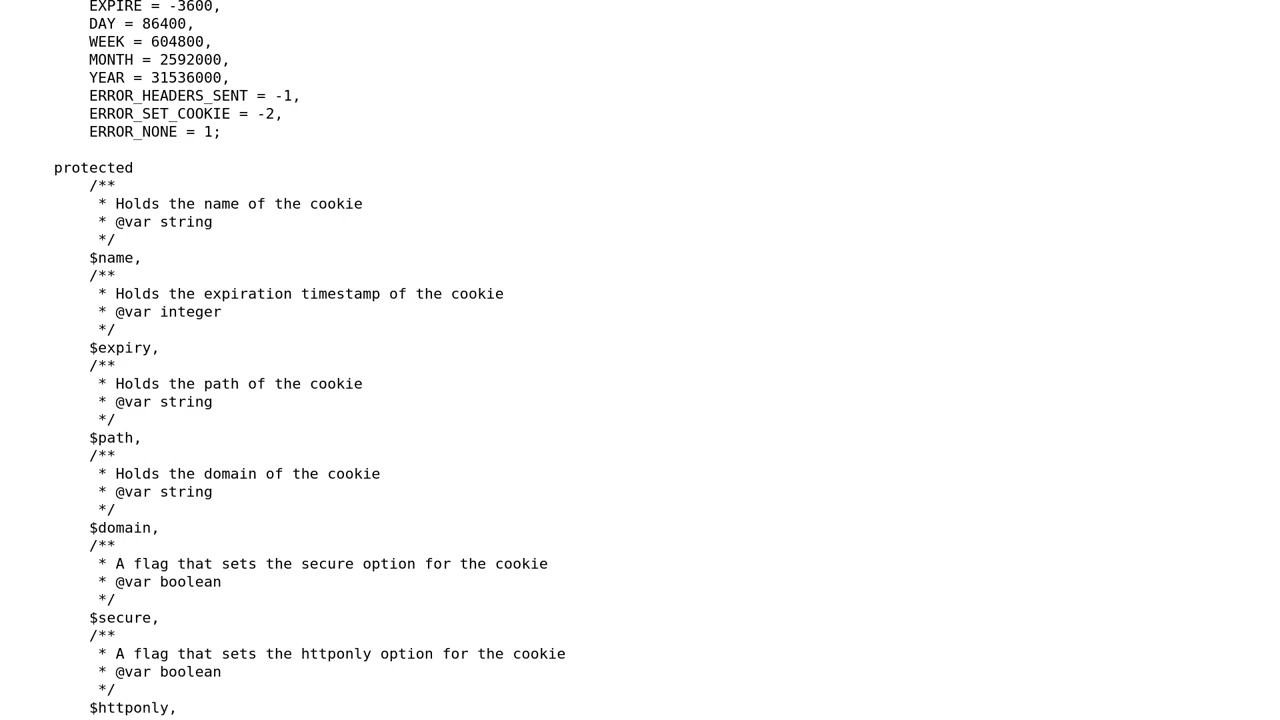 EXPIRE = -3600,
DAY = 86400,
WEEK = 604800,
MONTH = 2592000,
YEAR = 31536000,
ERROR_HEADERS_SENT = -1,
ERROR_SET_COOKIE = -2,
ERROR_NONE = 1;
protected
/**
* Holds the name of the cookie
* @var string
*/
$name,
/**
* Holds the expiration timestamp of the cookie
* @var integer
*/
$expiry,
/**
* Holds the path of the cookie
* @var string
*/
$path,
/**
* Holds the domain of the cookie
* @var string
*/
$domain,
/**
* A flag that sets the secure option for the cookie
* @var boolean
*/
$secure,
/**
* A flag that sets the httponly option for the cookie
* @var boolean
*/
$httponly,